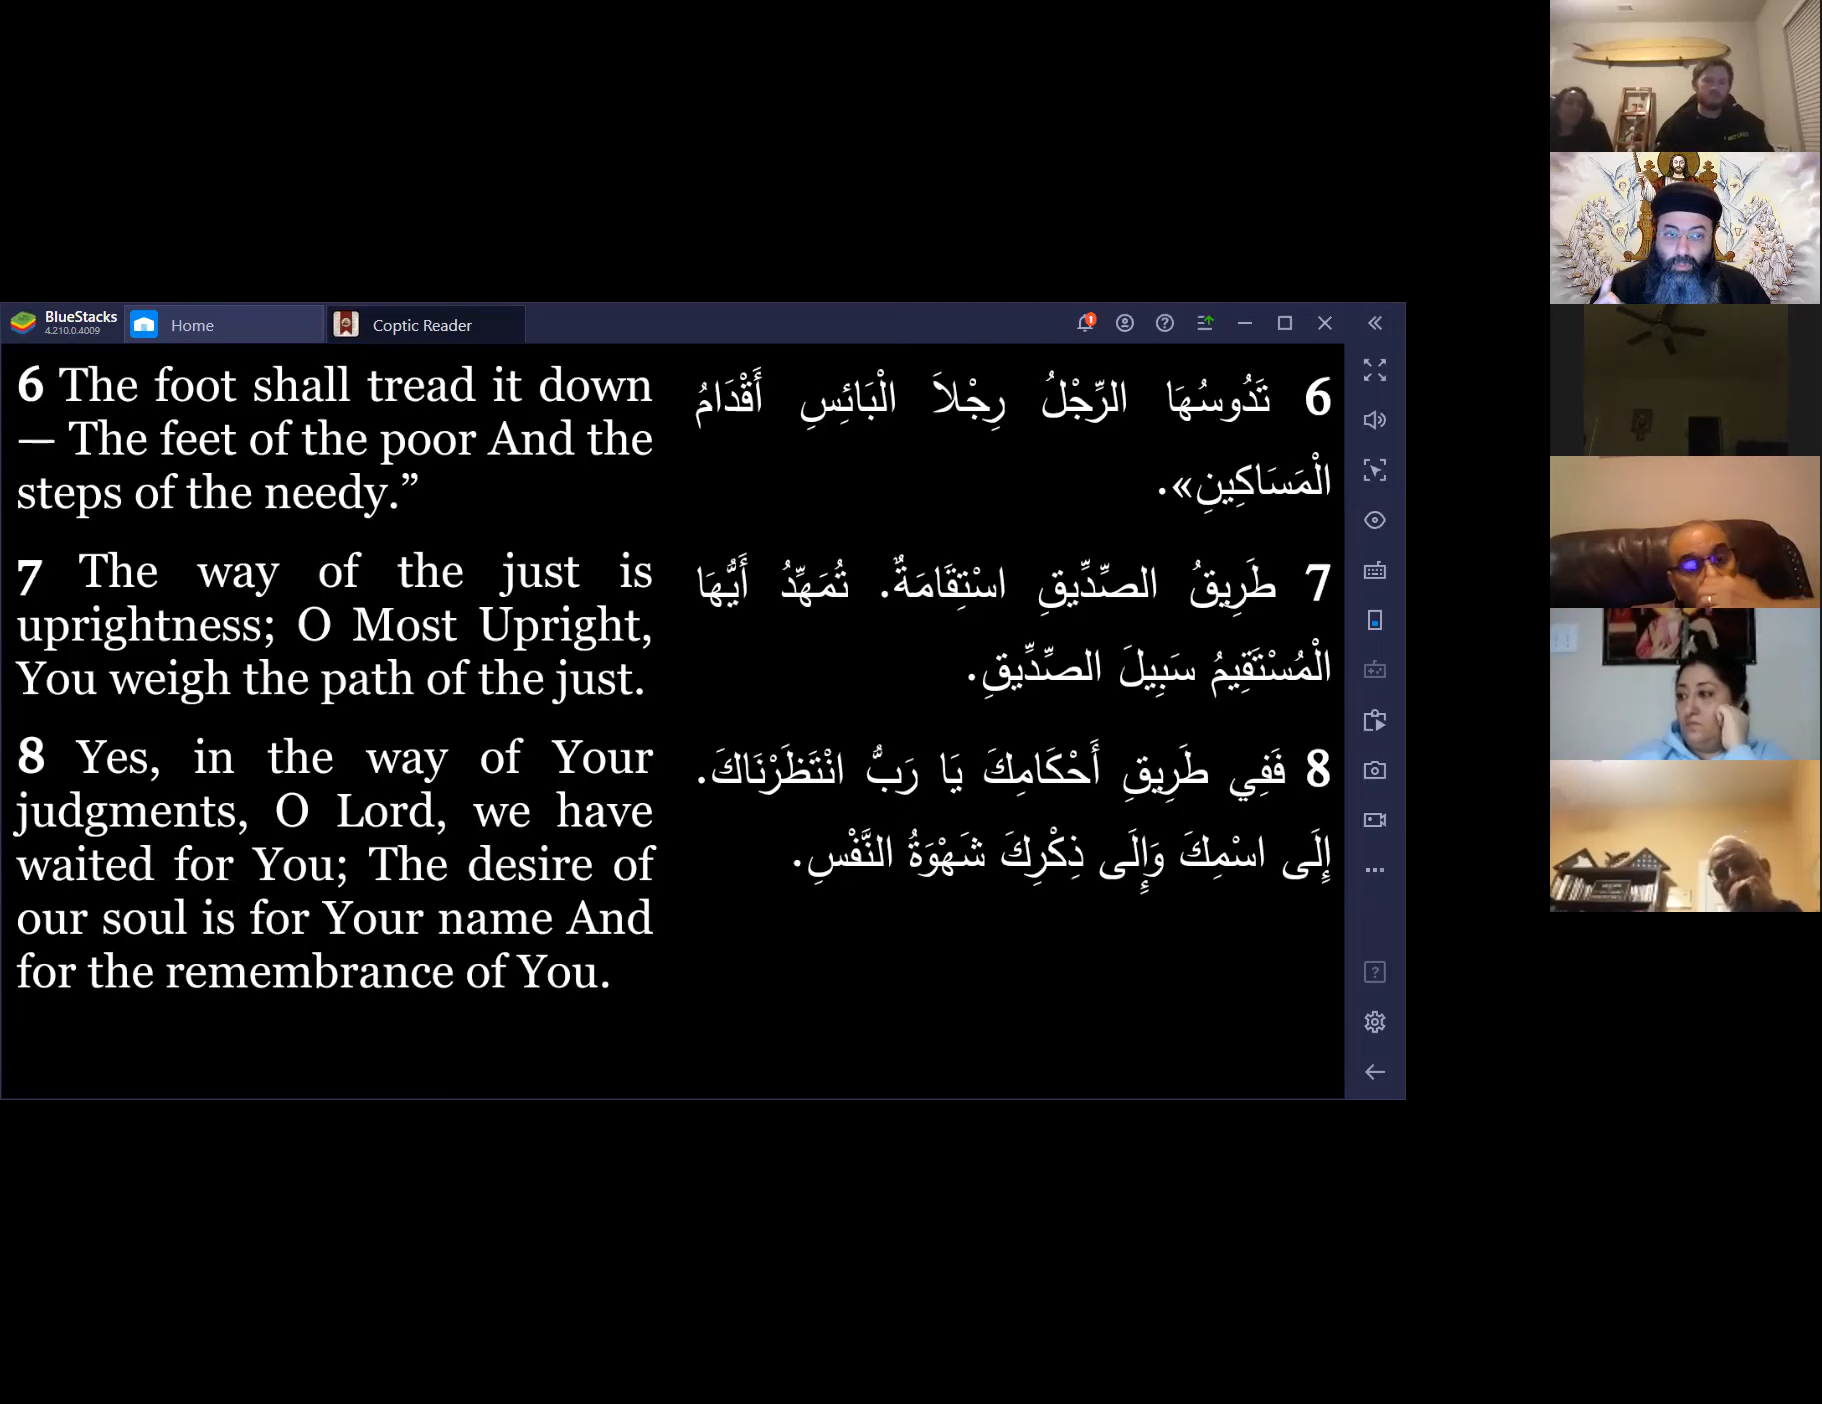 BlueStacks
4.210.0.4009
Home
Coptic Reader
1
6 The foot shall tread it down
— The feet of the poor And the
steps of the needy.”
7 The way of the just is
uprightness; O Most Upright,
You weigh the path of the just.
8 Yes, in the way of Your
judgments, O Lord, we have
waited for You; The desire of
our soul is for Your name And
for the remembrance of You.
6 تَدُوسُهَا الرِّجْلُ رِجْلاَ الْبَائِسِ أَقْدَامُ
الْمَسَاكِينِ».
7 طَرِيقُ الصِّدِّيقِ اسْتِقَامَةٌ. تُمَهِّدُ أَيُّهَا
الْمُسْتَقِيمُ سَبِيلَ الصِّدِّيقِ.
8 فَفِي طَرِيقِ أَحْكَامِكَ يَا رَبُّ انْتَظَرْنَاكَ.
إِلَى اسْمِكَ وَإِلَى ذِكْرِكَ شَهْوَةُ النَّفْسِ.